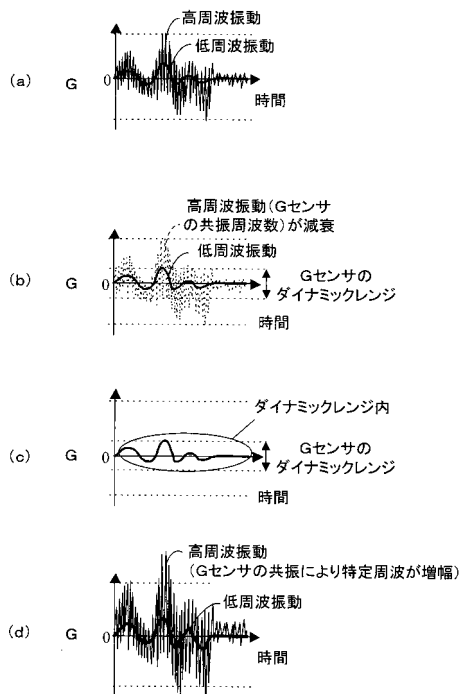 高周波振動
低周波振動
(a) G 0
時間
高周波振動(Gセンサ
の共振周波数)が減衰
低周波振動
(b) G 0
Gセンサの
ダイナミックレンジ
時間
ダイナミックレンジ内
(c) G 0
Gセンサの
ダイナミックレンジ
時間
高周波振動
(Gセンサの共振により特定周波が増幅)
低周波振動
(d) G 0
時間